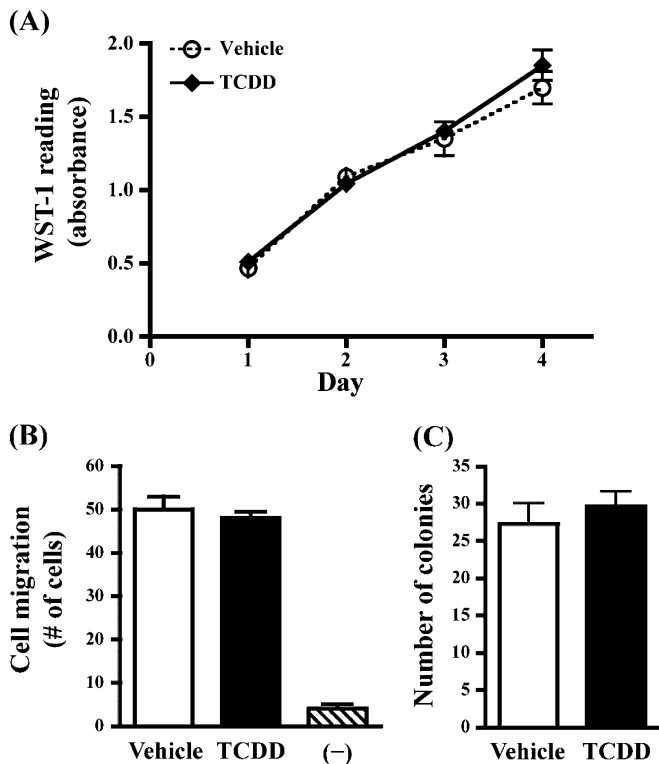 (A)
WST-1 reading
(absorbance)
2.0
1.5
1.0
0.5
0.0
Vehicle
TCDD
0 1 2 3 4
Day
(B)
Cell migration
(# of cells)
60
50
40
30
20
10
0
Vehicle TCDD (−)
(C)
Number of colonies
35
30
25
20
15
10
5
0
Vehicle TCDD